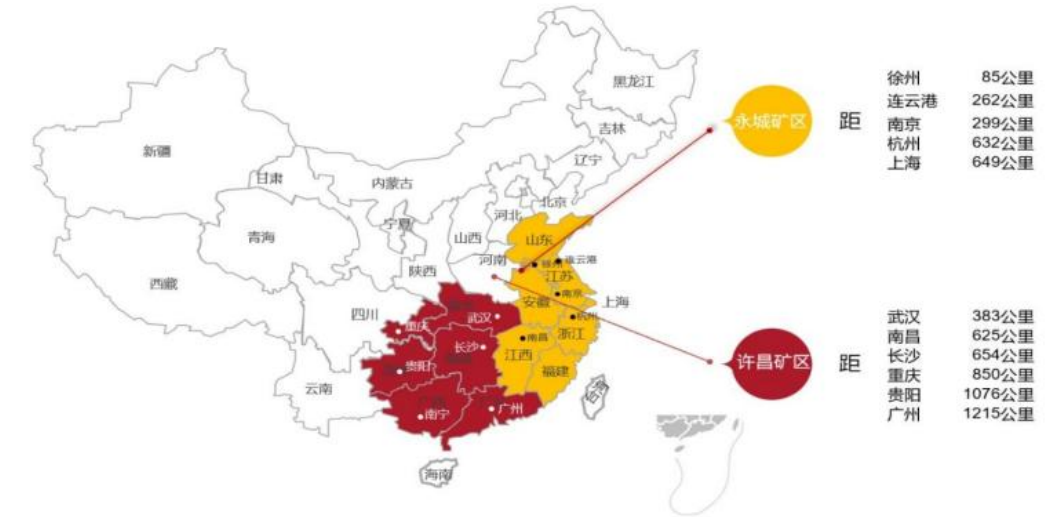 黑龙江
吉林
辽宁
新疆
甘肃
内蒙古
北京
宁夏
河北
山西
山东
青海
河南
徐州
连云港
陕西
江苏
西藏
南京
安徽
上海
四川
武汉
杭州
重庆
浙江
南昌
长沙
江西
贵阳
福建
云南
台湾
南宁
广州
海南
永城矿区 距
徐州 85公里
连云港 262公里
南京 299公里
杭州 632公里
上海 649公里
许昌矿区 距
武汉 383公里
南昌 625公里
长沙 654公里
重庆 850公里
贵阳 1076公里
广州 1215公里